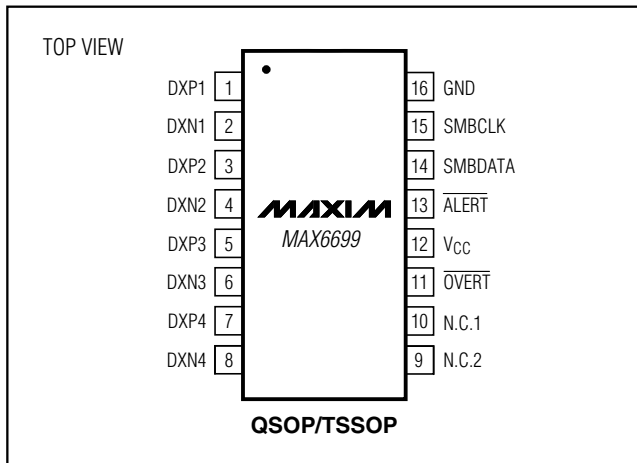 TOP VIEW
DXP1 1
DXN1 2
DXP2 3
DXN2 4
DXP3 5
DXN3 6
DXP4 7
DXN4 8
MAXIM
MAX6699
16 GND
15 SMBCLK
14 SMBDATA
13 ALERT
12 VCC
11 OVERT
10 N.C.1
9 N.C.2
QSOP/TSSOP